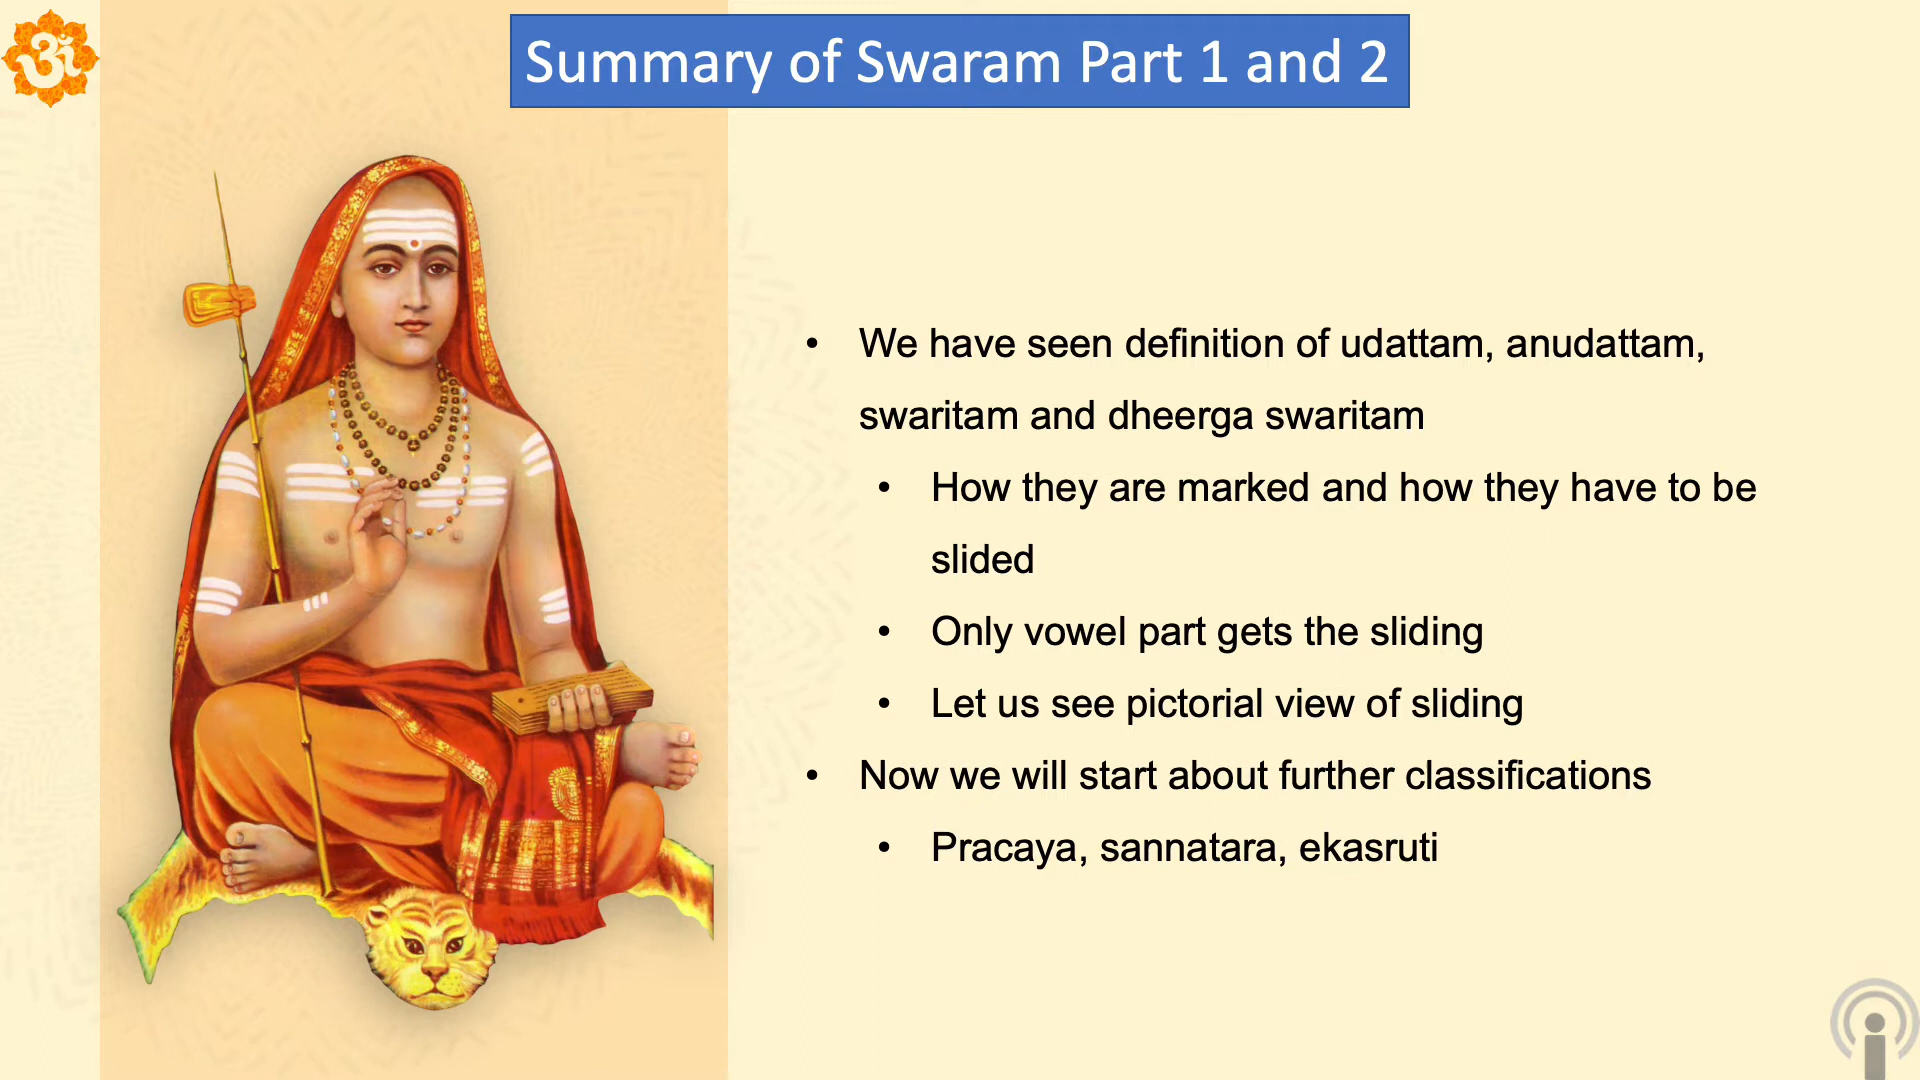 ॐ
Summary of Swaram Part 1 and 2
• We have seen definition of udattam, anudattam,
swaritam and dheerga swaritam
• How they are marked and how they have to be
slided
• Only vowel part gets the sliding
• Let us see pictorial view of sliding
• Now we will start about further classifications
• Pracaya, sannatara, ekasruti